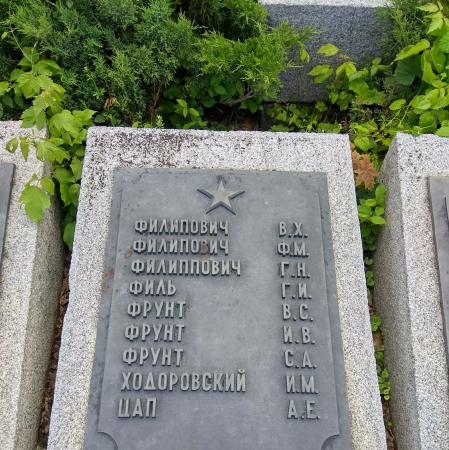 ФИЛИПОВИЧ В.Х.
ФИЛИПОВИЧ Ф.М.
ФИЛИППОВИЧ Г.Н.
ФИЛЬ Г.И.
ФРУНТ В.С.
ФРУНТ И.В.
ФРУНТ С.А.
ХОДОРОВСКИЙ И.М
ЦАП А.Е.